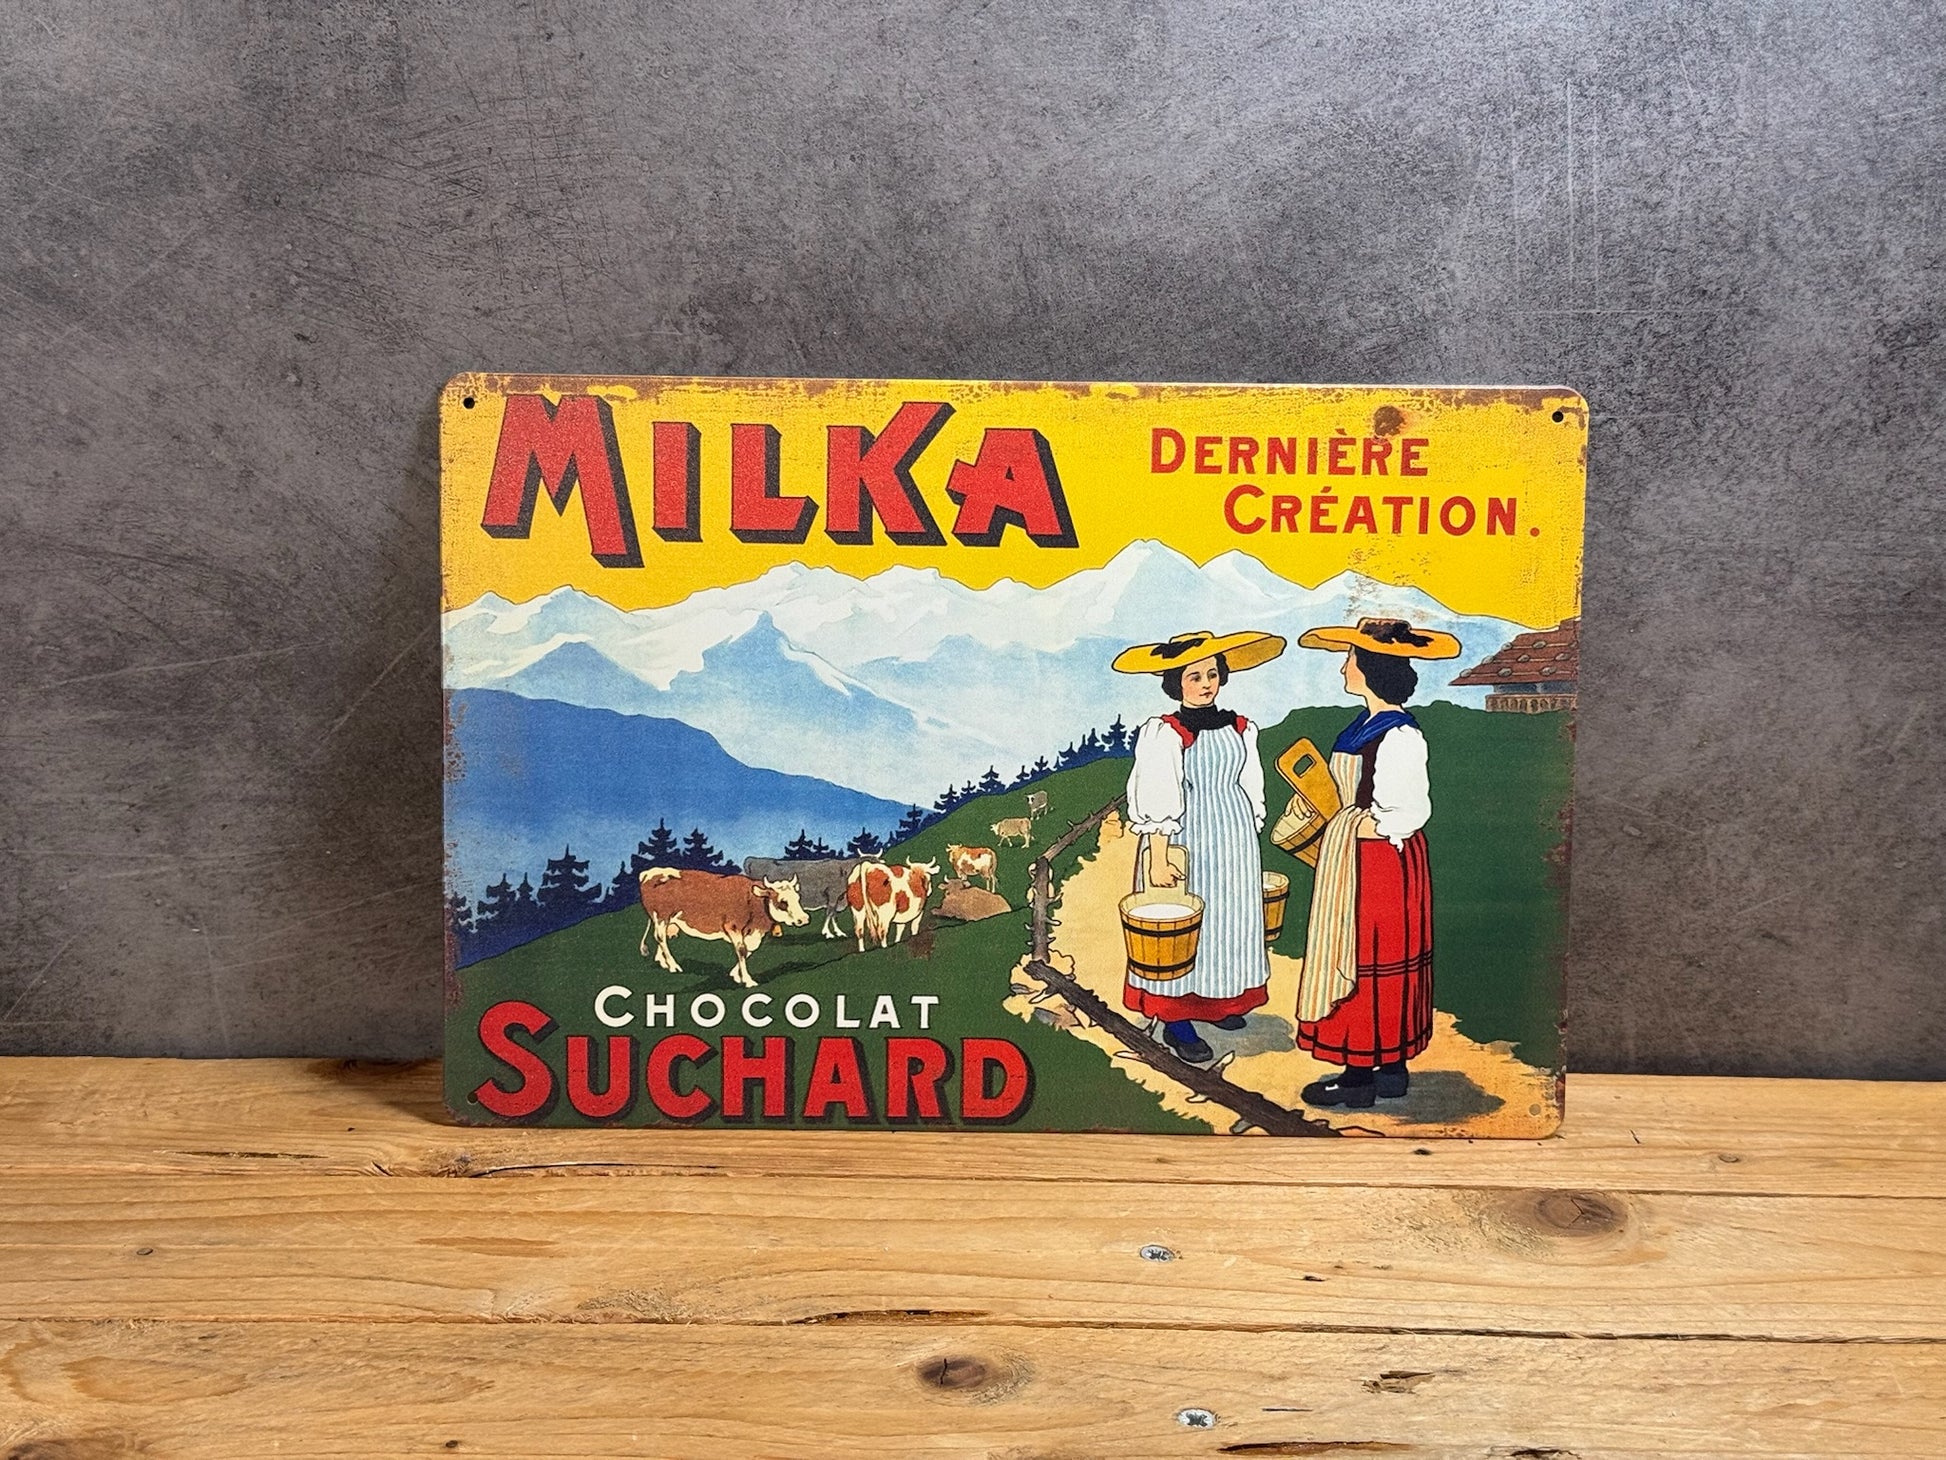 MILKA
DERNIÈRE
CRÉATION.
CHOCOLAT
SUCHARD